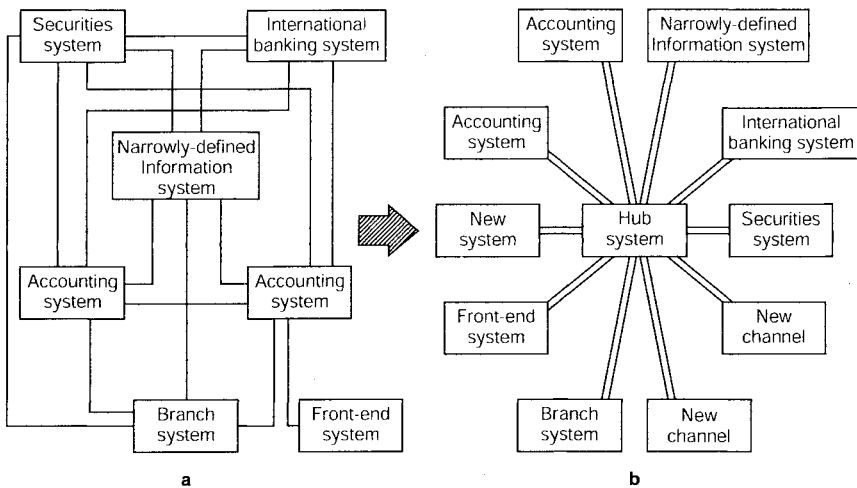 Securities
system
International
banking system
Narrowly-defined
Information
system
Accounting
system
Accounting
system
Branch
system
Front-end
system
a
Accounting
system
Narrowly-defined
Information system
Accounting
system
International
banking system
New
system
Hub
system
Securities
system
Front-end
system
New
channel
Branch
system
New
channel
b